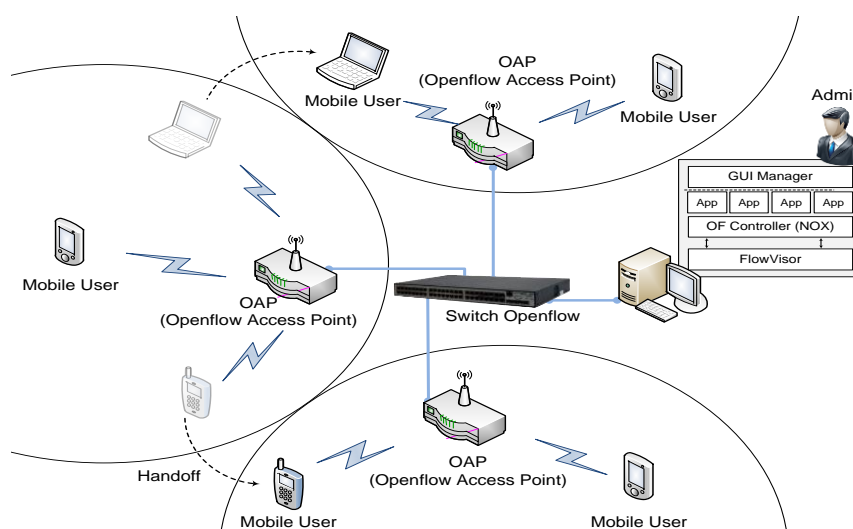 OAP
(Openflow Access Point)
Mobile User
Mobile User
Admi
GUI Manager
App App App App
OF Controller (NOX)
FlowVisor
Mobile User
OAP
(Openflow Access Point)
Switch Openflow
Handoff
OAP
(Openflow Access Point)
Mobile User
Mobile User